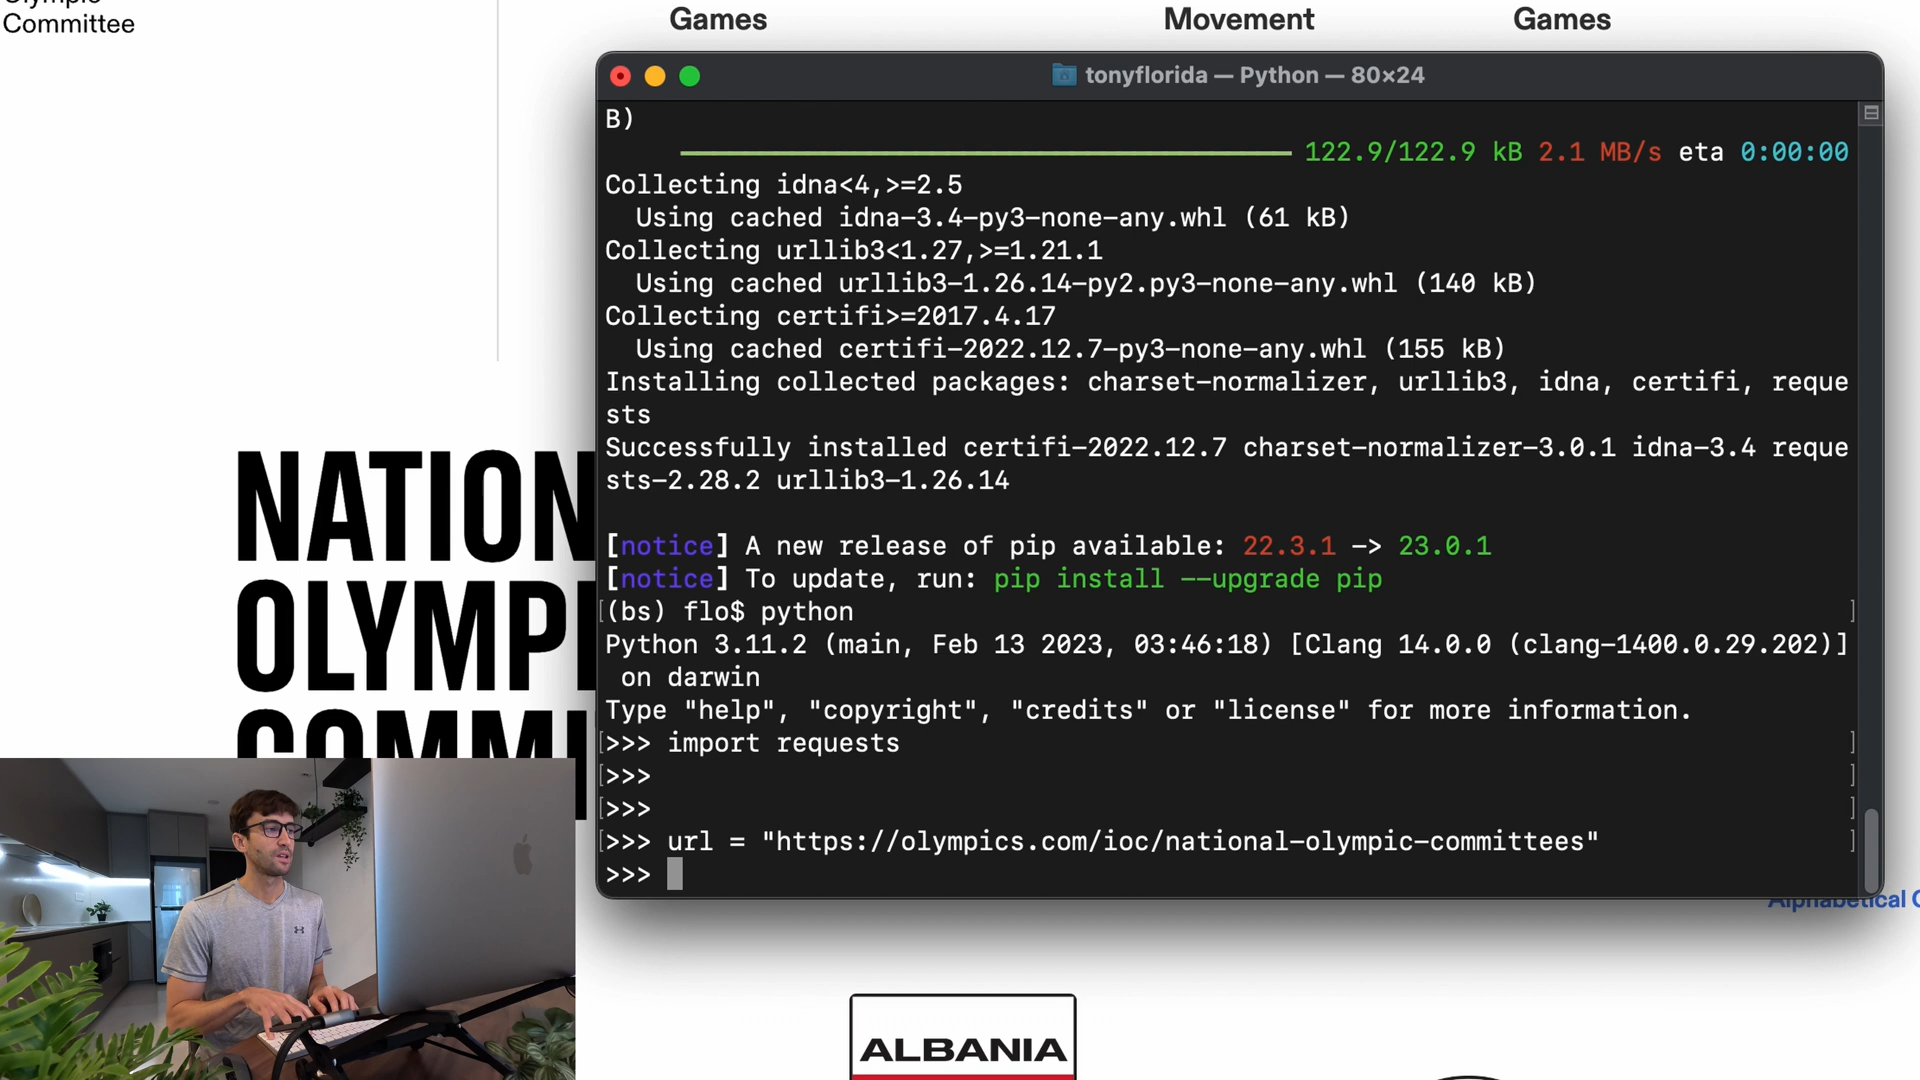 Committee
Games
Movement
Games
tonyflorida — Python — 80×24
B)
122.9/122.9 kB 2.1 MB/s eta 0:00:00
Collecting idna<4,>=2.5
Using cached idna-3.4-py3-none-any.whl (61 kB)
Collecting urllib3<1.27,>=1.21.1
Using cached urllib3-1.26.14-py2.py3-none-any.whl (140 kB)
Collecting certifi>=2017.4.17
Using cached certifi-2022.12.7-py3-none-any.whl (155 kB)
Installing collected packages: charset-normalizer, urllib3, idna, certifi, reque
sts
Successfully installed certifi-2022.12.7 charset-normalizer-3.0.1 idna-3.4 reque
sts-2.28.2 urllib3-1.26.14
[notice] A new release of pip available: 22.3.1 -> 23.0.1
[notice] To update, run: pip install --upgrade pip
[(bs) flo$ python ]
Python 3.11.2 (main, Feb 13 2023, 03:46:18) [Clang 14.0.0 (clang-1400.0.29.202)]
on darwin
Type "help", "copyright", "credits" or "license" for more information.
[>>> import requests ]
[>>> ]
[>>> ]
[>>> url = "https://olympics.com/ioc/national-olympic-committees" ]
>>>
NATION
OLYMPI
COMMI
Alphabetical
ALBANIA